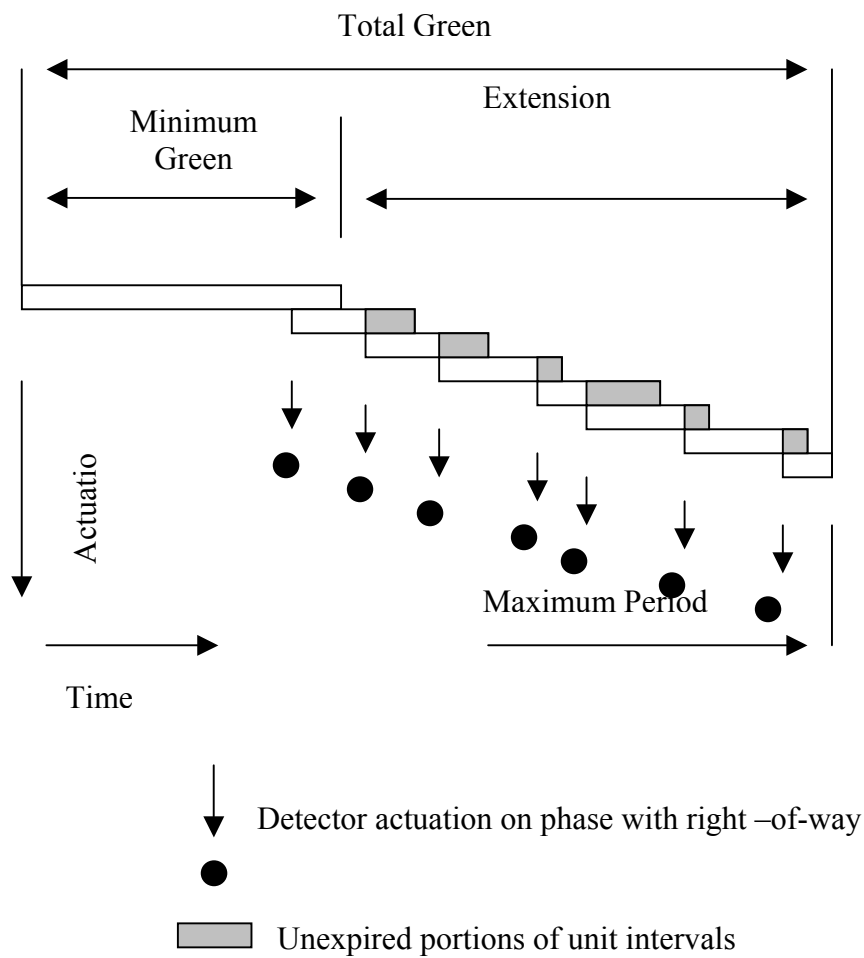 Total Green
Extension
Minimum
Green
Actuatio
Maximum Period
Time
Detector actuation on phase with right –of-way
Unexpired portions of unit intervals